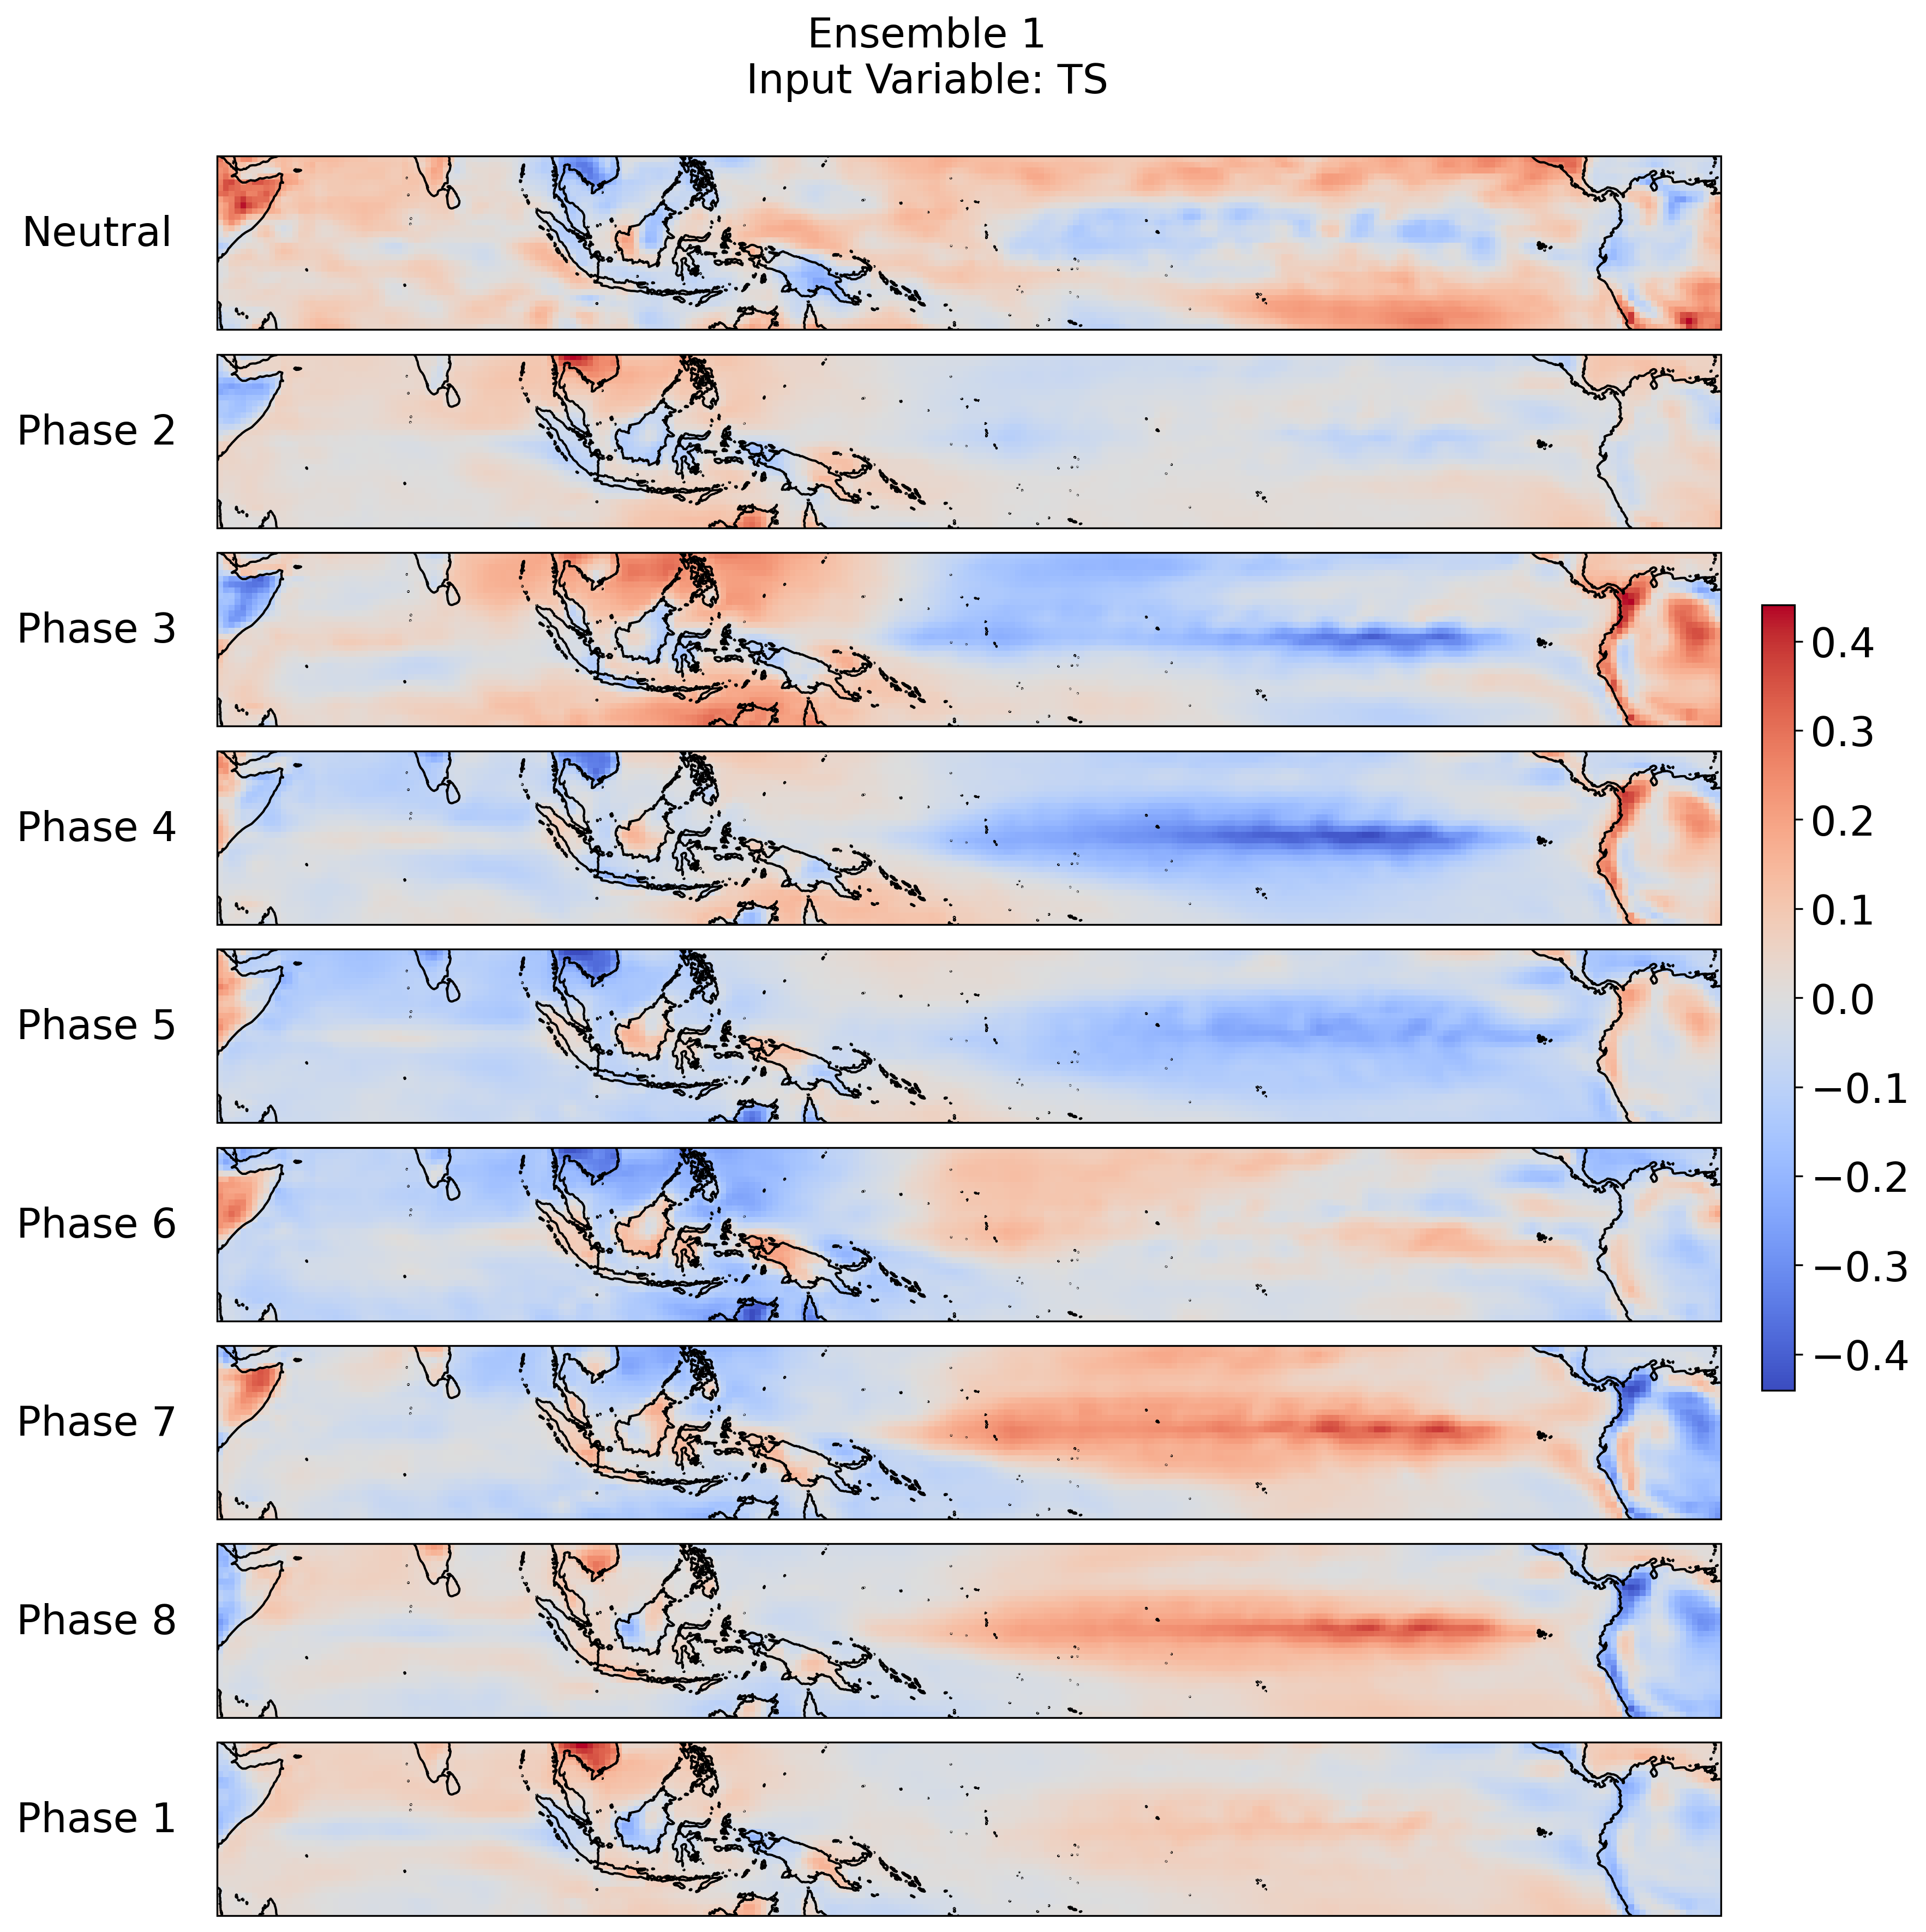 Ensemble 1
Input Variable: TS
Neutral
Phase 2
Phase 3
Phase 4
Phase 5
Phase 6
Phase 7
Phase 8
Phase 1
0.4
0.3
0.2
0.1
0.0
−0.1
−0.2
−0.3
−0.4